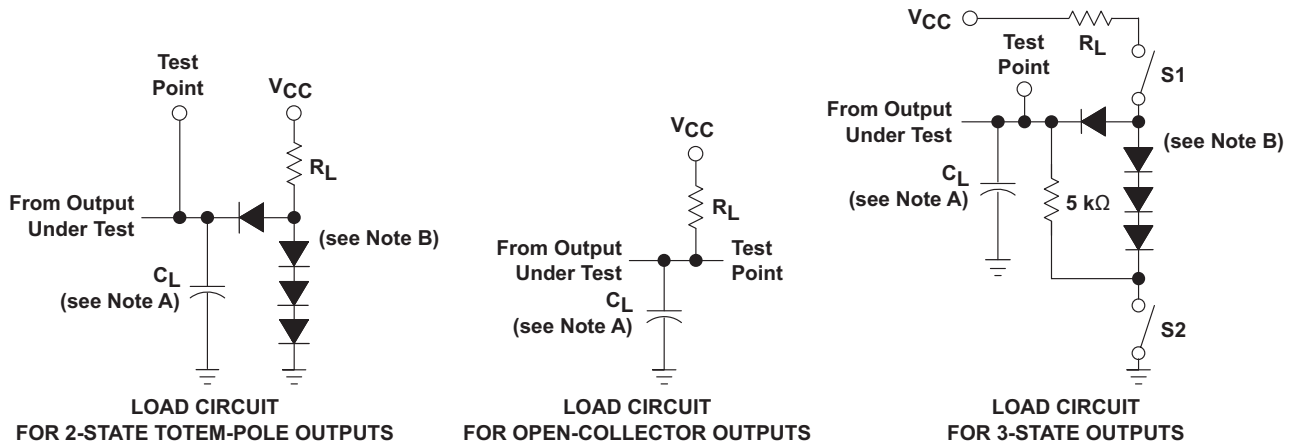 Test
Point
VCC
RL
From Output
Under Test
(see Note B)
CL
(see Note A)
LOAD CIRCUIT
FOR 2-STATE TOTEM-POLE OUTPUTS
VCC
RL
From Output
Under Test
Test
Point
CL
(see Note A)
LOAD CIRCUIT
FOR OPEN-COLLECTOR OUTPUTS
VCC
RL
Test
Point
S1
From Output
Under Test
(see Note B)
CL
(see Note A)
5 kΩ
S2
LOAD CIRCUIT
FOR 3-STATE OUTPUTS